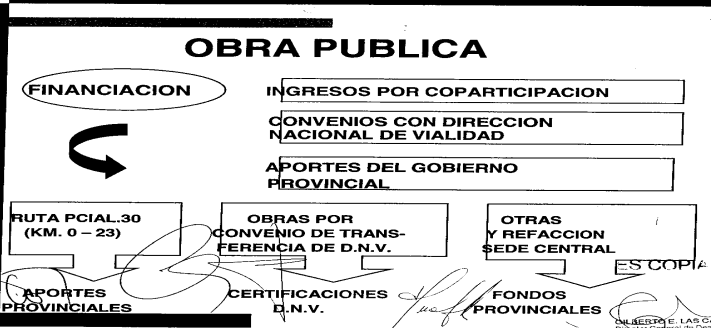 OBRA PUBLICA
FINANCIACION
INGRESOS POR COPARTICIPACION
CONVENIOS CON DIRECCION
NACIONAL DE VIALIDAD
APORTES DEL GOBIERNO
PROVINCIAL
RUTA PCIAL.30
(KM. 0 – 23)
OBRAS POR
CONVENIO DE TRANS-
FERENCIA DE D.N.V.
OTRAS
Y REFACCION
SEDE CENTRAL
ES COPIA
APORTES
PROVINCIALES
CERTIFICACIONES
D.N.V.
FONDOS
PROVINCIALES
GILBERTO E. LAS